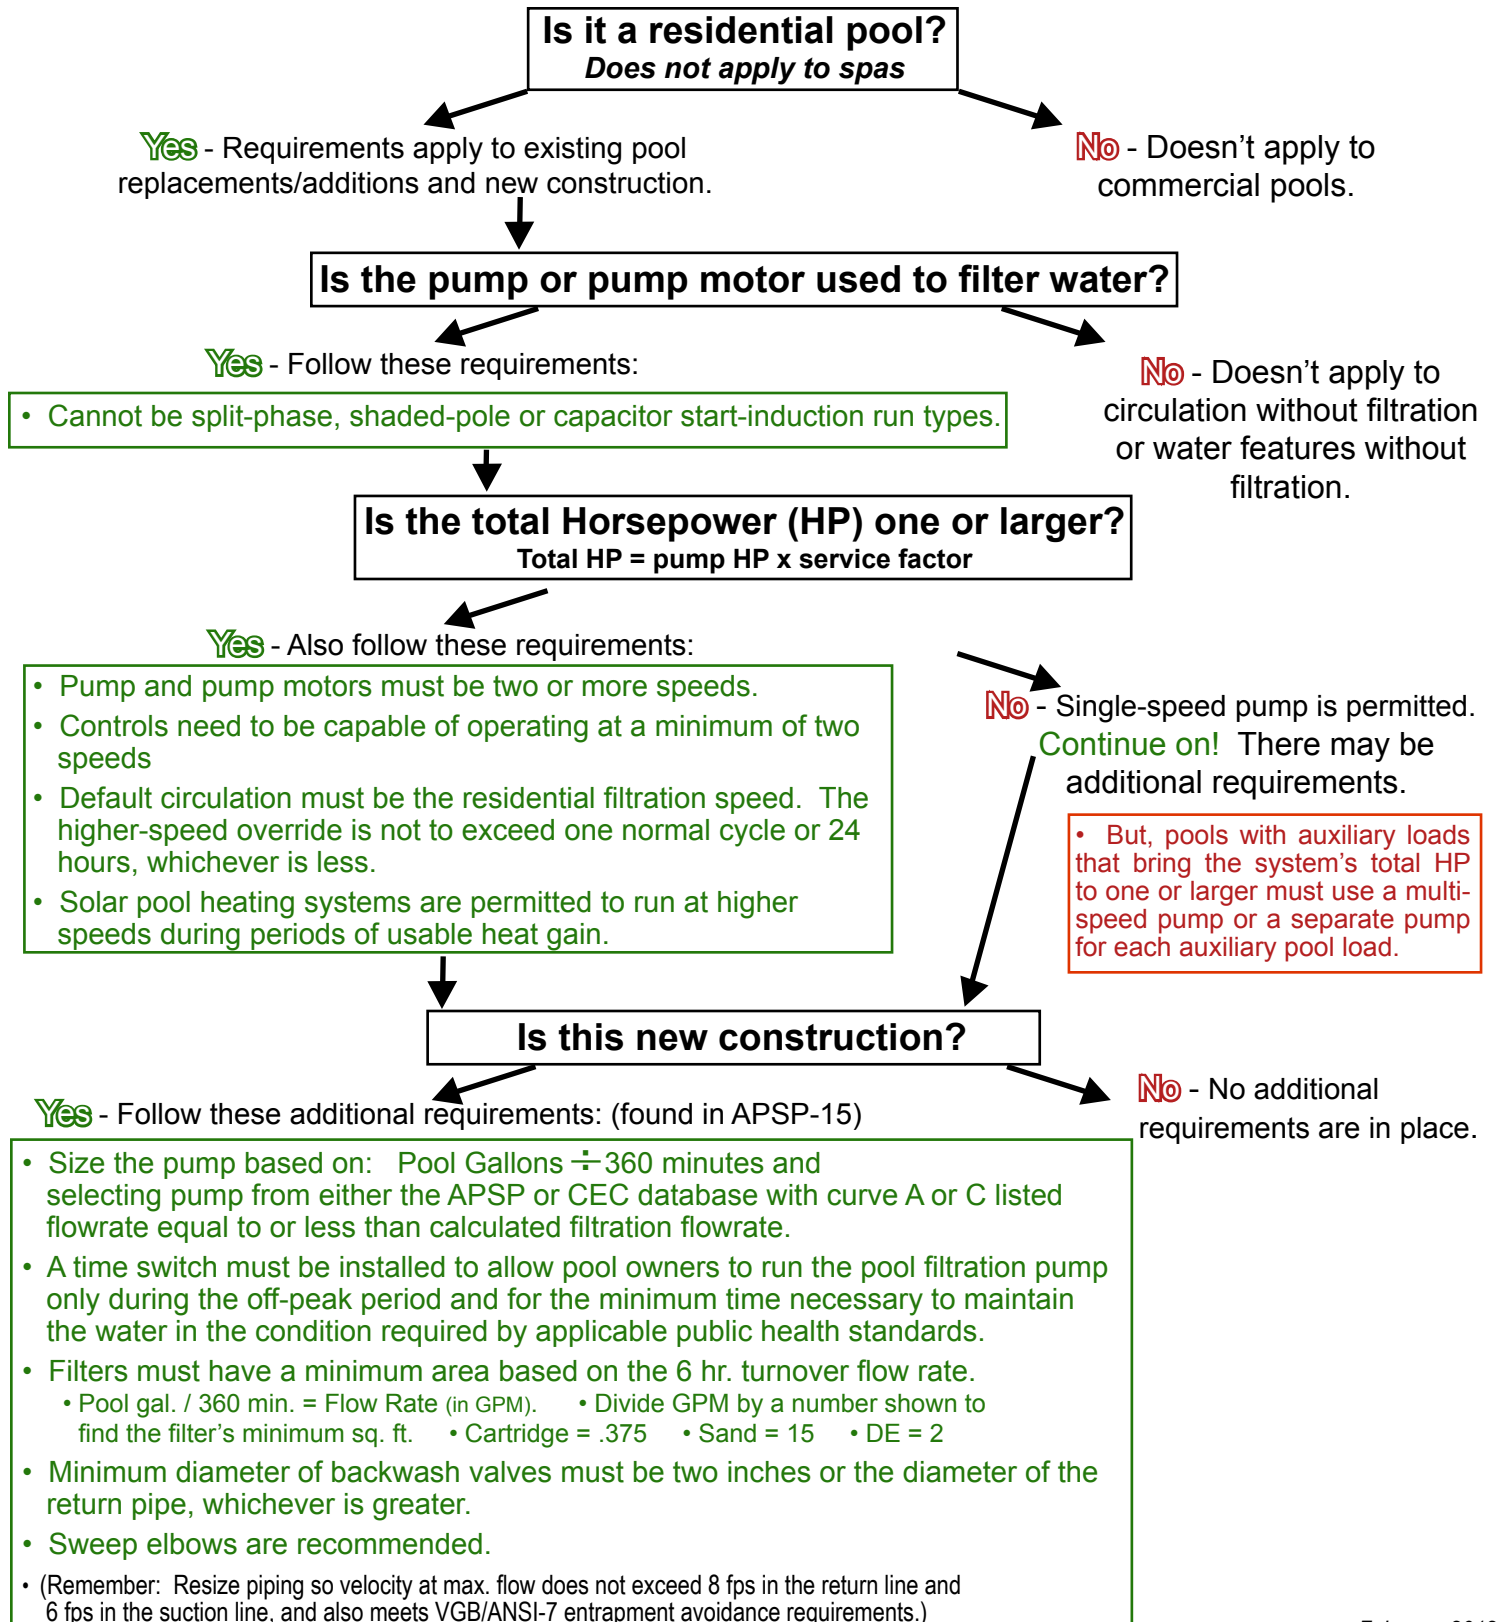 Is it a residential pool?
Does not apply to spas
Yes - Requirements apply to existing pool
replacements/additions and new construction.
No - Doesn't apply to
commercial pools.
Is the pump or pump motor used to filter water?
Yes - Follow these requirements:
• Cannot be split-phase, shaded-pole or capacitor start-induction run types.
No - Doesn't apply to
circulation without filtration
or water features without
filtration.
Is the total Horsepower (HP) one or larger?
Total HP = pump HP x service factor
Yes - Also follow these requirements:
• Pump and pump motors must be two or more speeds.
• Controls need to be capable of operating at a minimum of two
speeds
• Default circulation must be the residential filtration speed. The
higher-speed override is not to exceed one normal cycle or 24
hours, whichever is less.
• Solar pool heating systems are permitted to run at higher
speeds during periods of usable heat gain.
No - Single-speed pump is permitted.
Continue on! There may be
additional requirements.
• But, pools with auxiliary loads
that bring the system's total HP
to one or larger must use a multi-
speed pump or a separate pump
for each auxiliary pool load.
Is this new construction?
Yes - Follow these additional requirements: (found in APSP-15)
No - No additional
requirements are in place.
• Size the pump based on: Pool Gallons ÷ 360 minutes and
selecting pump from either the APSP or CEC database with curve A or C listed
flowrate equal to or less than calculated filtration flowrate.
• A time switch must be installed to allow pool owners to run the pool filtration pump
only during the off-peak period and for the minimum time necessary to maintain
the water in the condition required by applicable public health standards.
• Filters must have a minimum area based on the 6 hr. turnover flow rate.
• Pool gal. / 360 min. = Flow Rate (in GPM). • Divide GPM by a number shown to
find the filter's minimum sq. ft. • Cartridge = .375 • Sand = 15 • DE = 2
• Minimum diameter of backwash valves must be two inches or the diameter of the
return pipe, whichever is greater.
• Sweep elbows are recommended.
• (Remember: Resize piping so velocity at max. flow does not exceed 8 fps in the return line and
6 fps in the suction line, and also meets VGB/ANSI-7 entrapment avoidance requirements.)